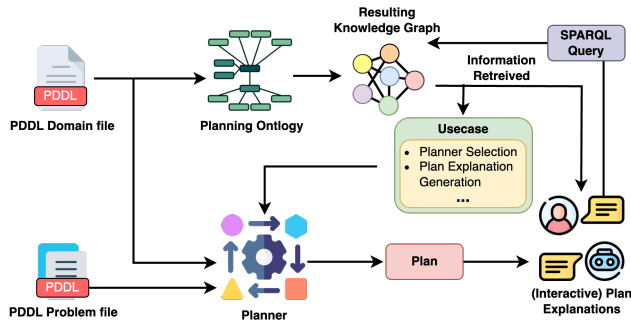 Resulting
Knowledge Graph
SPARQL
Query
Information
Retreived
PDDL
PDDL Domain file
Planning Ontlogy
Usecase
• Planner Selection
• Plan Explanation
Generation
...
PDDL
PDDL Problem file
Planner
Plan
(Interactive) Plan
Explanations